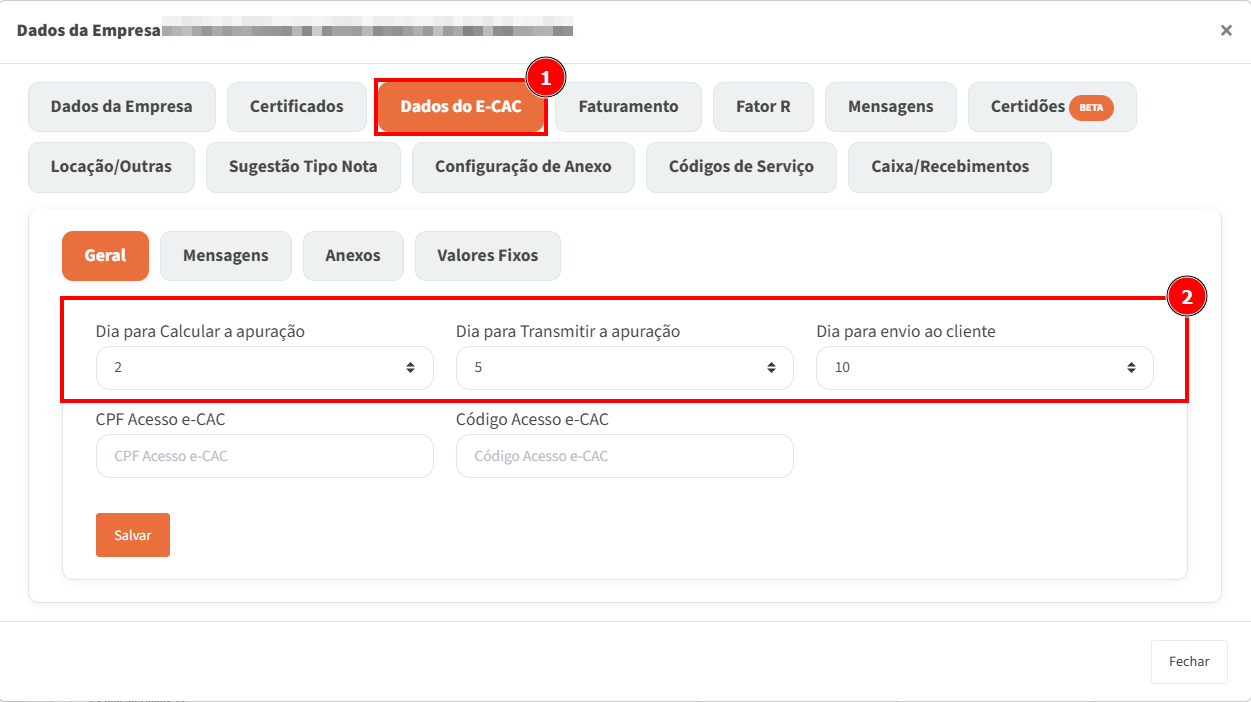 Dados da Empresa
×
1
Dados da Empresa Certificados Dados do E-CAC Faturamento Fator R Mensagens Certidões BETA
Locação/Outras Sugestão Tipo Nota Configuração de Anexo Códigos de Serviço Caixa/Recebimentos
Geral Mensagens Anexos Valores Fixos
2
Dia para Calcular a apuração Dia para Transmitir a apuração Dia para envio ao cliente
2 5 10
CPF Acesso e-CAC Código Acesso e-CAC
CPF Acesso e-CAC Código Acesso e-CAC
Salvar
Fechar